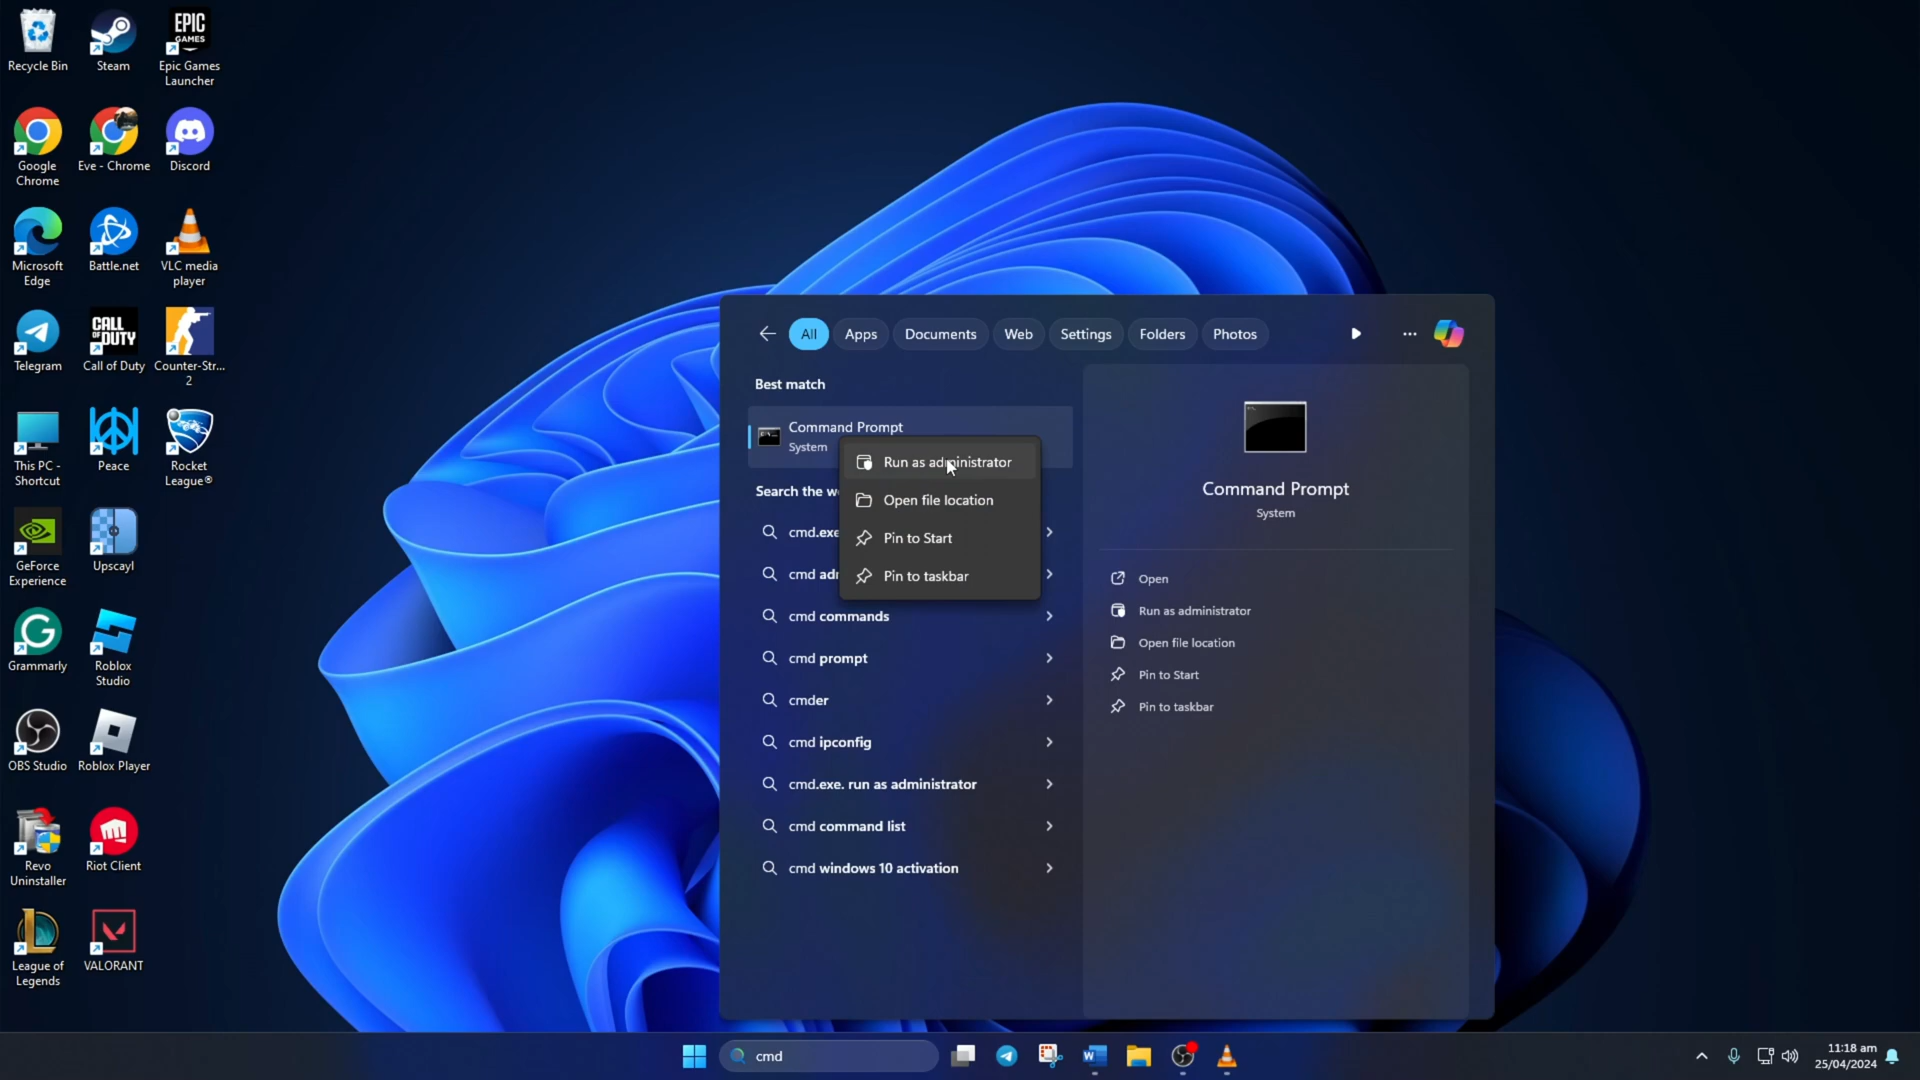 Recycle Bin
Steam
EPIC
GAMES
Epic Games
Launcher
Google
Chrome
Eve - Chrome
Discord
Microsoft
Edge
Battle.net
VLC media
player
Telegram
CALL
OF DUTY
Call of Duty
Counter-Str...
2
This PC -
Shortcut
Peace
Rocket
League®
GeForce
Experience
Upscayl
Grammarly
Roblox
Studio
OBS Studio
Roblox Player
Revo
Uninstaller
Riot Client
League of
Legends
VALORANT
All
Apps
Documents
Web
Settings
Folders
Photos
Best match
Command Prompt
System
Run as administrator
Open file location
Pin to Start
Pin to taskbar
Search the w
cmd.exe
cmd adr
cmd commands
cmd prompt
cmder
cmd ipconfig
cmd.exe. run as administrator
cmd command list
cmd windows 10 activation
Command Prompt
System
Open
Run as administrator
Open file location
Pin to Start
Pin to taskbar
cmd
11:18 am
25/04/2024